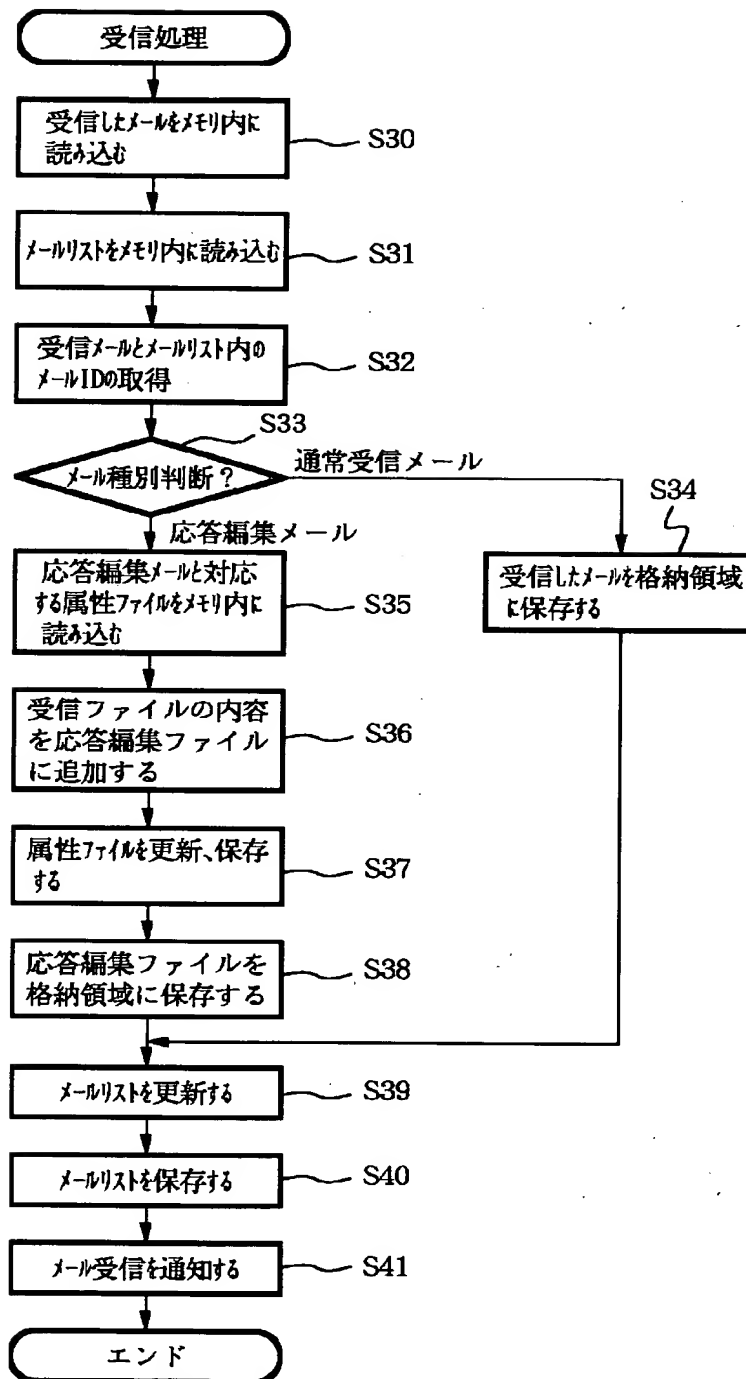 受信処理
受信したメールをメモリ内に
読み込む
S30
メールリストをメモリ内に読み込む
S31
受信メールとメールリスト内の
メールIDの取得
S32
S33
メール種別判断？
通常受信メール
S34
応答編集メール
受信したメールを格納領域
に保存する
応答編集メールと対応
する属性ファイルをメモリ内に
読み込む
S35
受信ファイルの内容
を応答編集ファイル
に追加する
S36
属性ファイルを更新、保存
する
S37
応答編集ファイルを
格納領域に保存する
S38
メールリストを更新する
S39
メールリストを保存する
S40
メール受信を通知する
S41
エンド